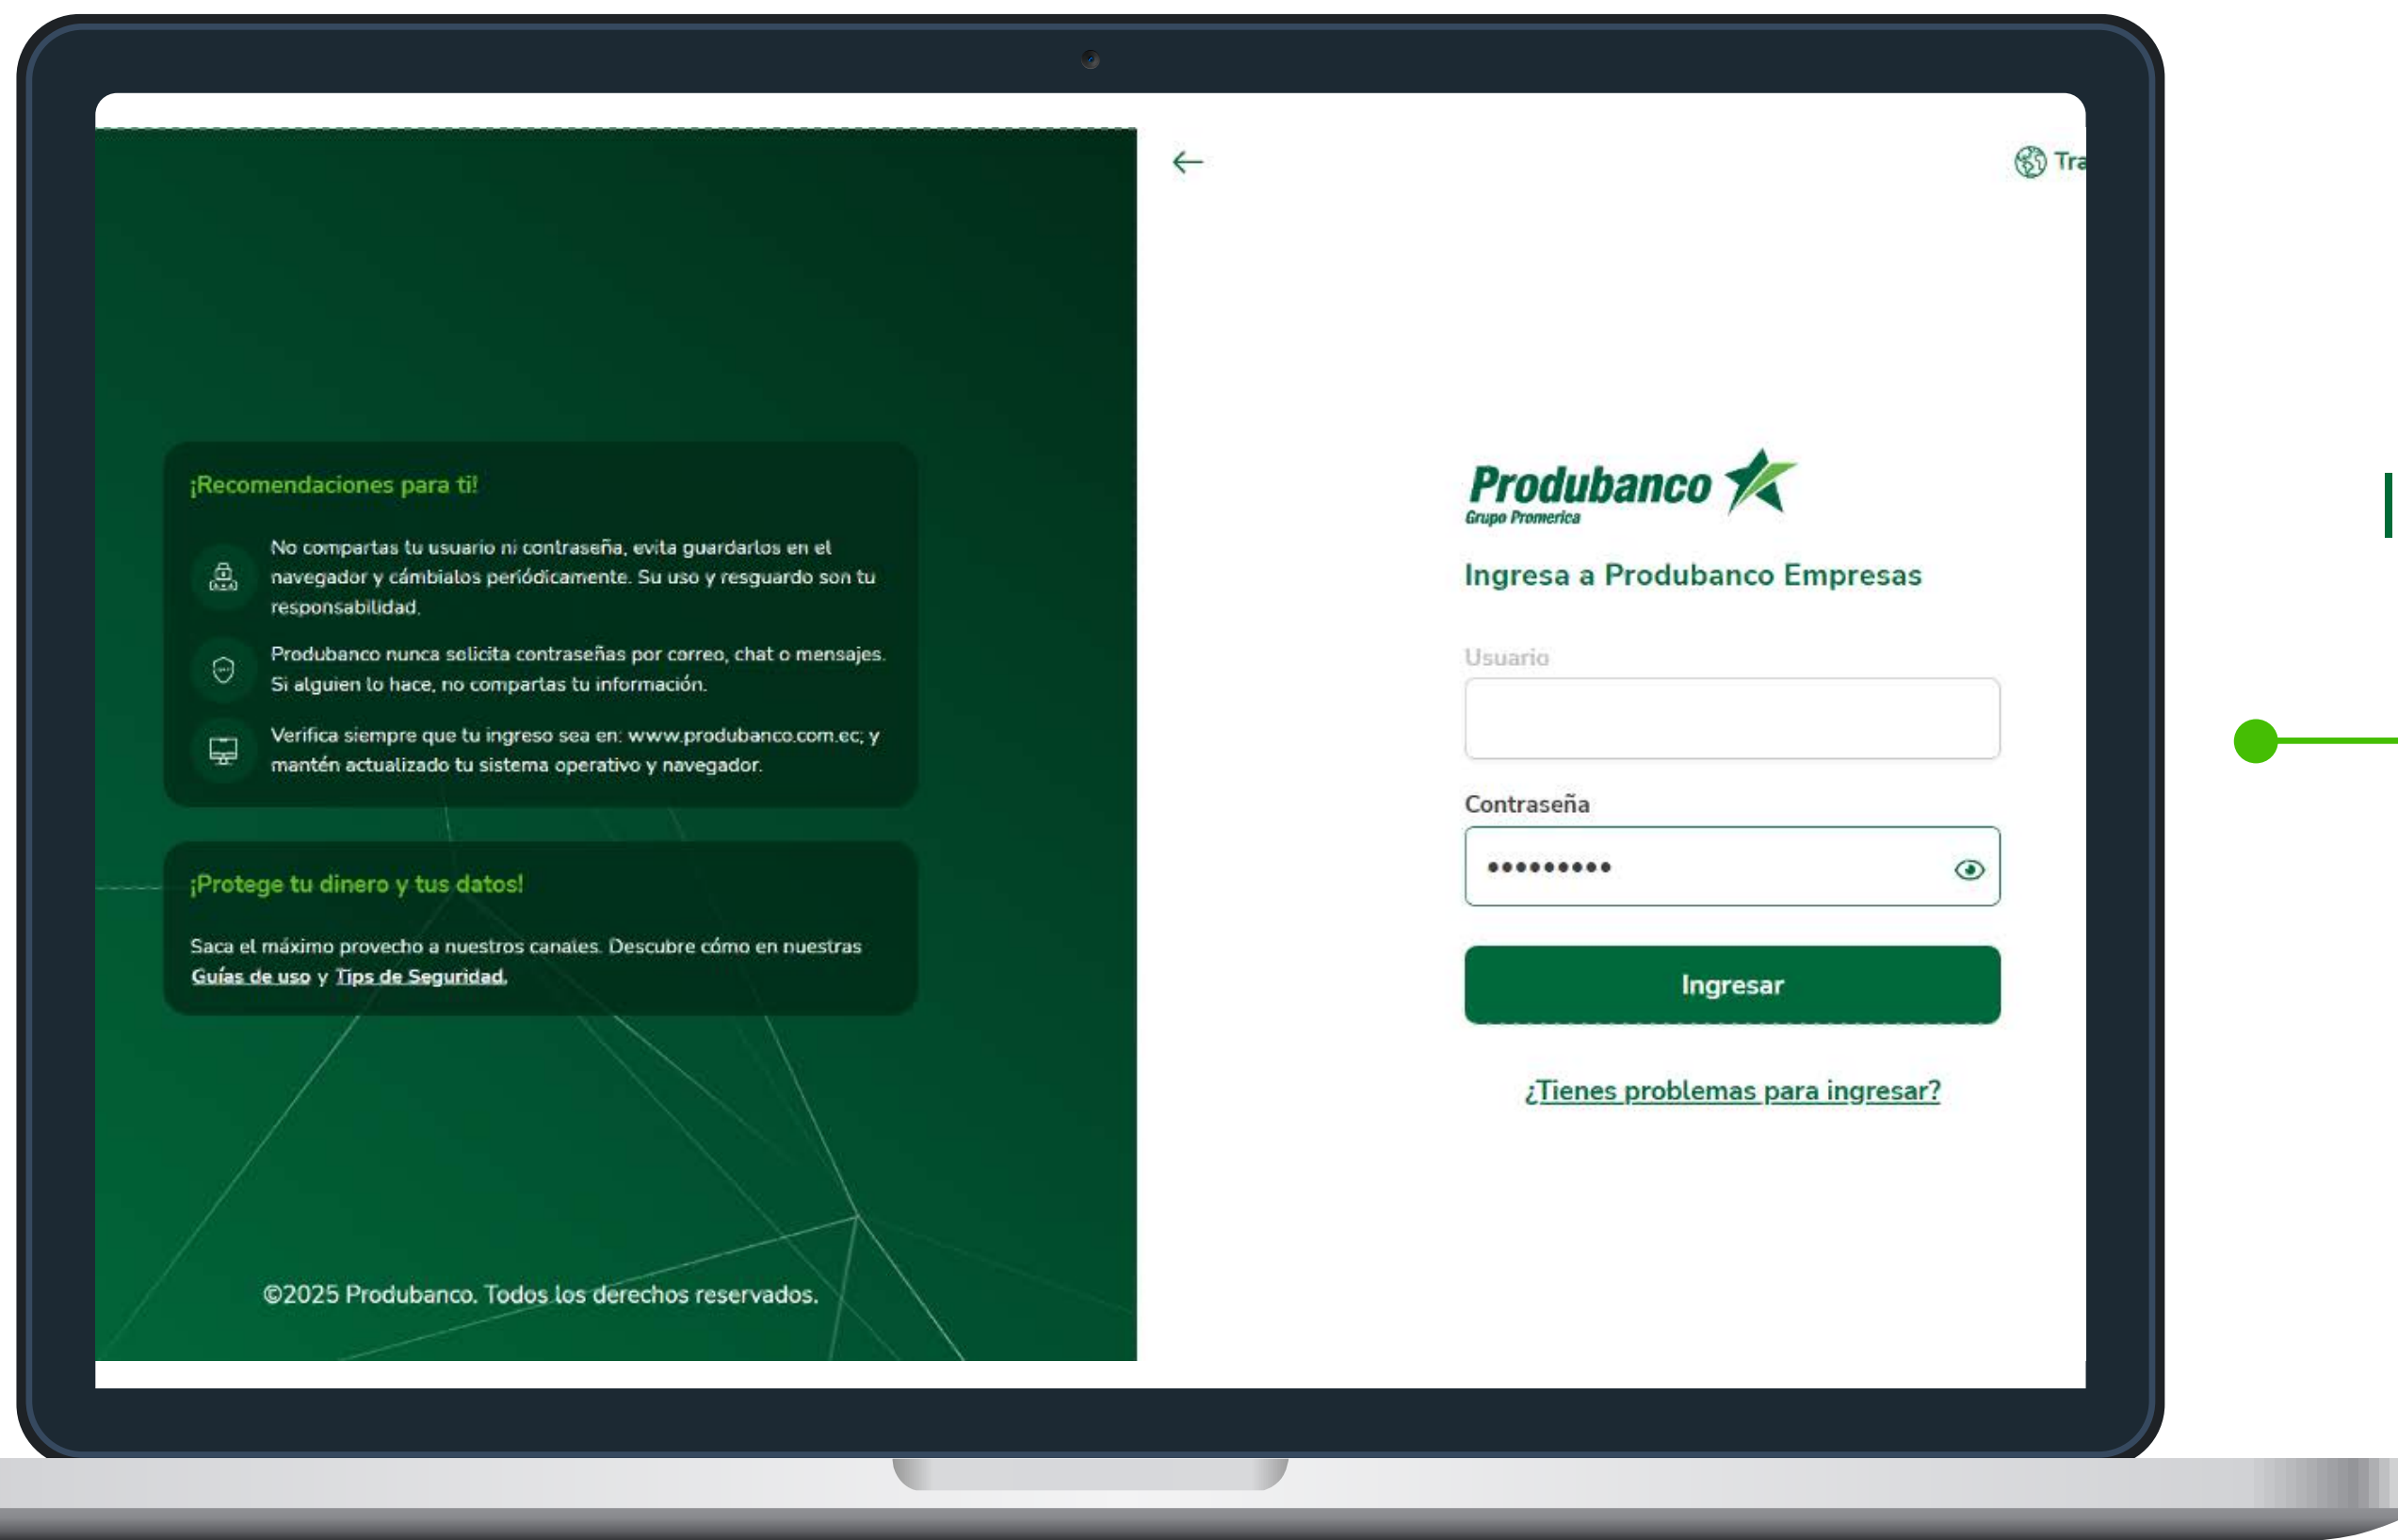 ¡Recomendaciones para ti!
No compartas tu usuario ni contraseña, evita guardarlos en el
navegador y cámbialos periódicamente. Su uso y resguardo son tu
responsabilidad.
Produbanco nunca solicita contraseñas por correo, chat o mensajes.
Si alguien lo hace, no compartas tu información.
Verifica siempre que tu ingreso sea en: www.produbanco.com.ec; y
mantén actualizado tu sistema operativo y navegador.
¡Protege tu dinero y tus datos!
Saca el máximo provecho a nuestros canales. Descubre cómo en nuestras
Guías de uso y Tips de Seguridad.
©2025 Produbanco. Todos los derechos reservados.
Tra
Produbanco
Grupo Promerica
Ingresa a Produbanco Empresas
Usuario
Contraseña
•••••••••
Ingresar
¿Tienes problemas para ingresar?